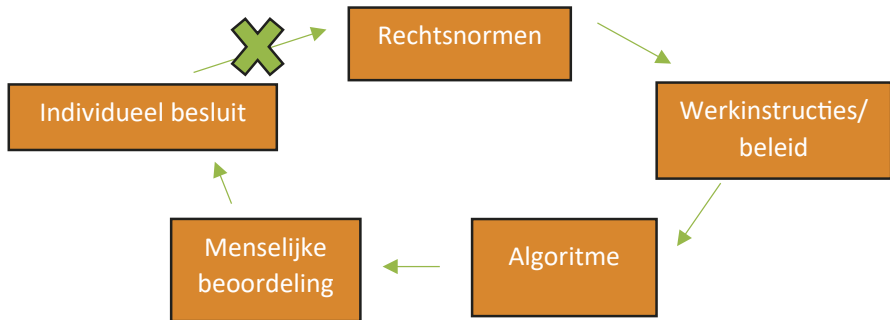 Rechtsnormen
Werkinstructies/
beleid
Algoritme
Menselijke
beoordeling
Individueel besluit